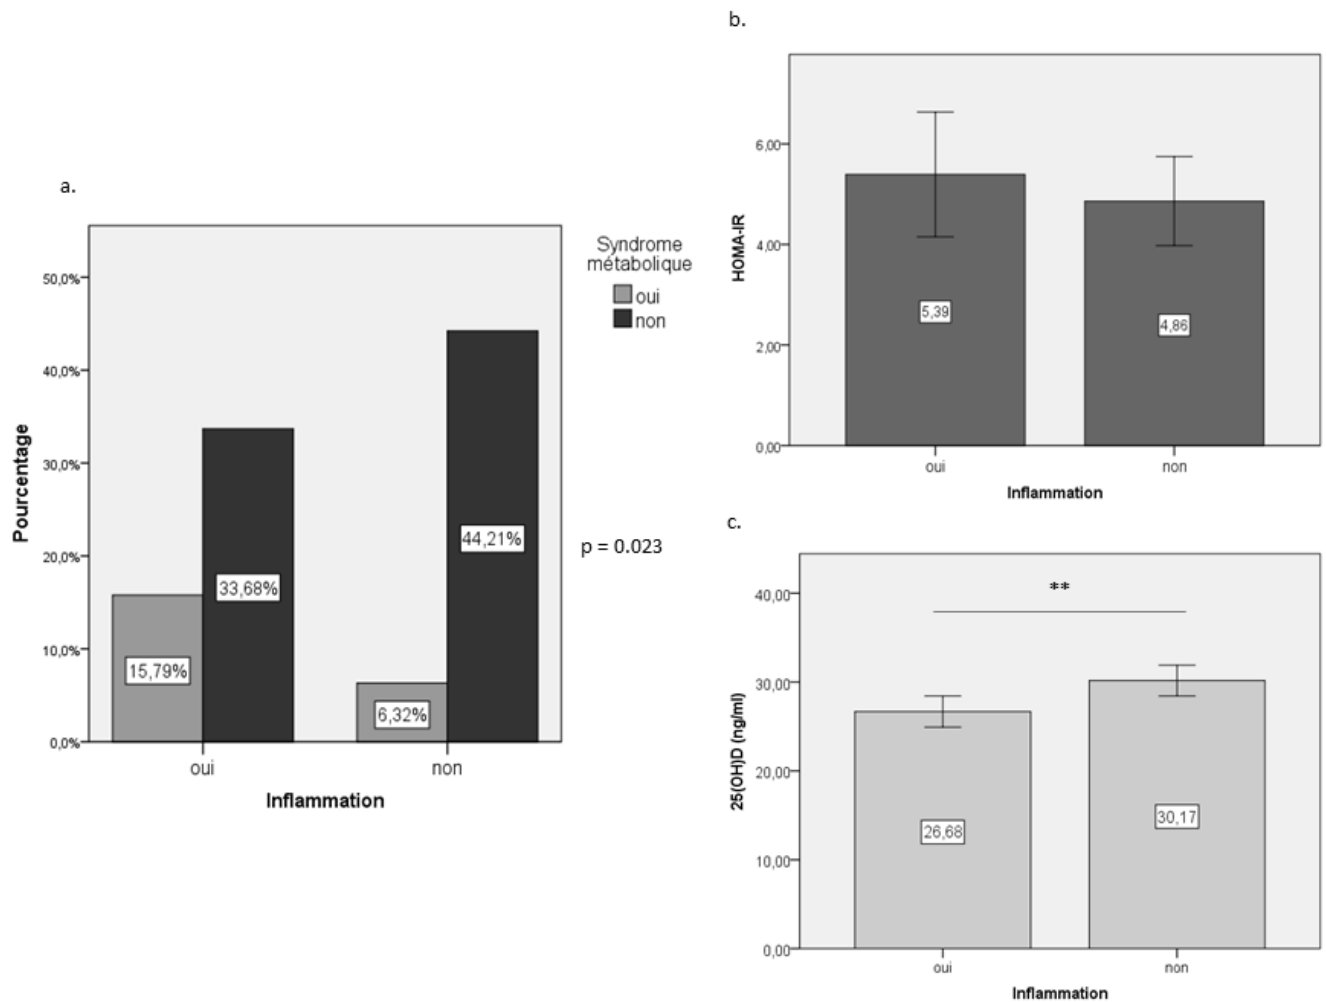 a.
50,0%
40,0%
30,0%
20,0%
10,0%
0,0%
Pourcentage
15,79%
33,68%
6,32%
44,21%
oui
non
Inflammation
Syndrome
métabolique
oui
non
p = 0.023
b.
6,00
4,00
2,00
0,00
HOMA-IR
5,39
4,86
oui
non
Inflammation
c.
40,00
30,00
20,00
10,00
0,00
25(OH)D (ng/ml)
**
26,68
30,17
oui
non
Inflammation